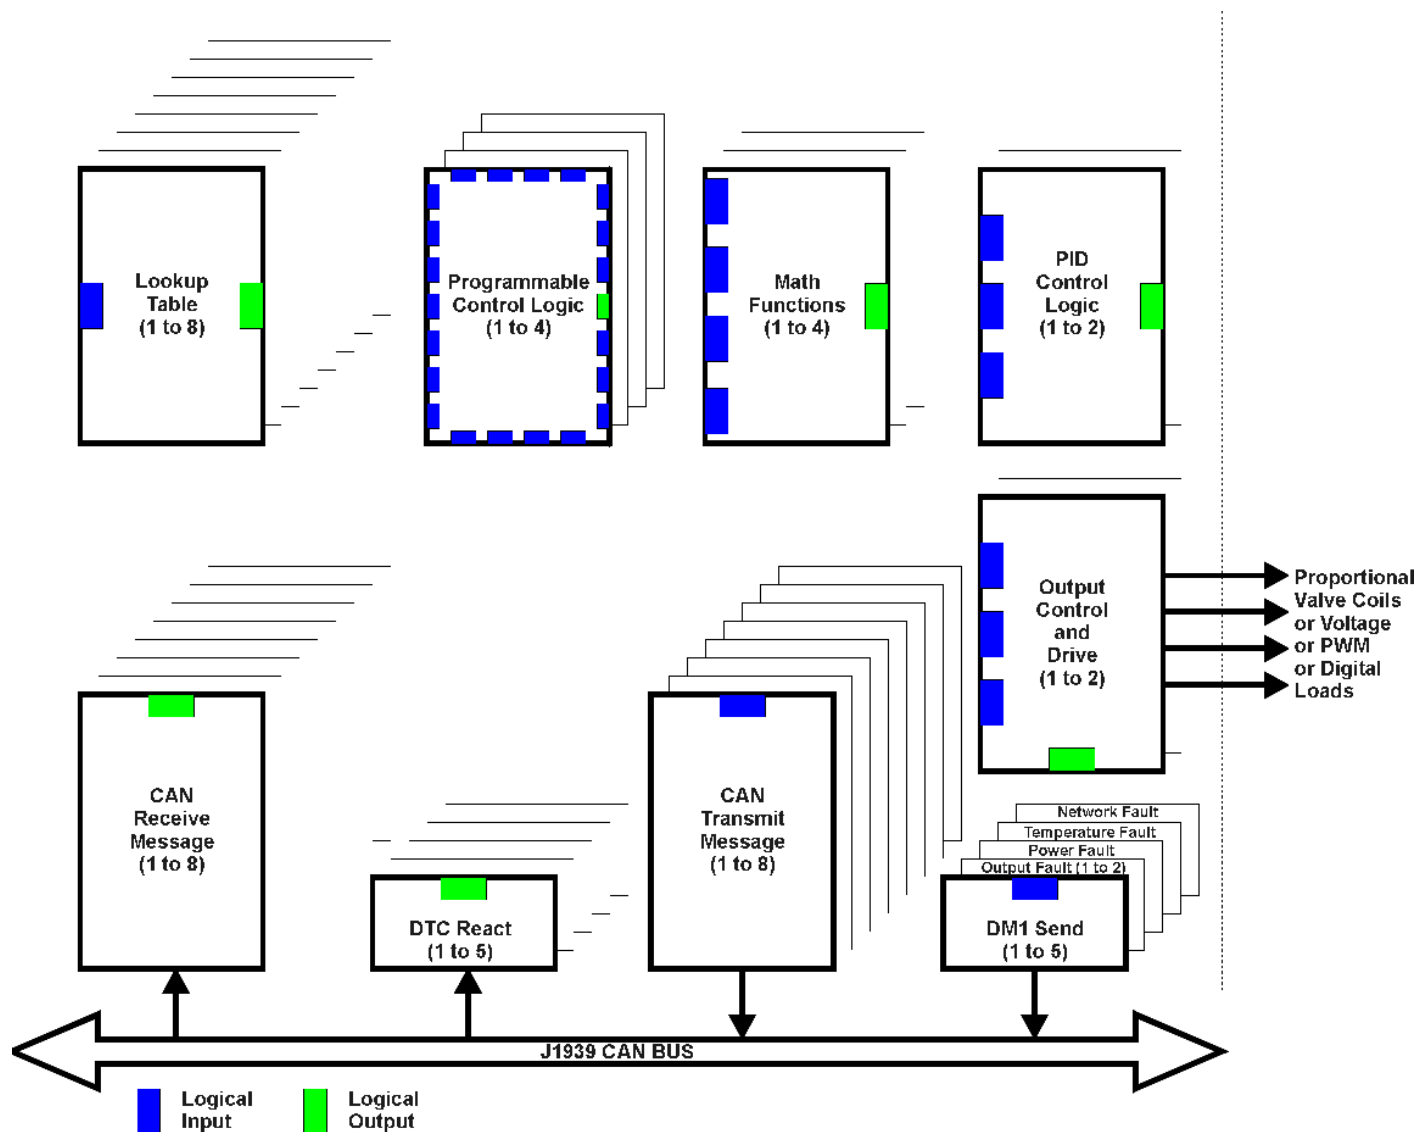 Lookup
Table
(1 to 8)
Programmable
Control Logic
(1 to 4)
Math
Functions
(1 to 4)
PID
Control
Logic
(1 to 2)
Output
Control
and
Drive
(1 to 2)
Proportional
Valve Coils
or Voltage
or PWM
or Digital
Loads
CAN
Receive
Message
(1 to 8)
DTC React
(1 to 5)
CAN
Transmit
Message
(1 to 8)
Network Fault
Temperature Fault
Power Fault
Output Fault (1 to 2)
DM1 Send
(1 to 5)
J1939 CAN BUS
Logical
Input
Logical
Output